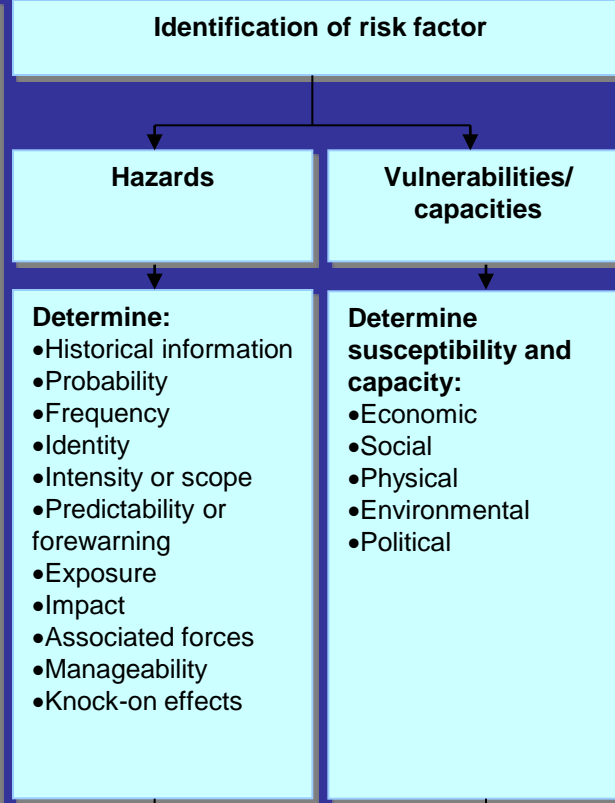 Identification of risk factor
Hazards
Vulnerabilities/
capacities
Determine:
•Historical information
•Probability
•Frequency
•Identity
•Intensity or scope
•Predictability or
forewarning
•Exposure
•Impact
•Associated forces
•Manageability
•Knock-on effects
Determine
susceptibility and
capacity:
•Economic
•Social
•Physical
•Environmental
•Political